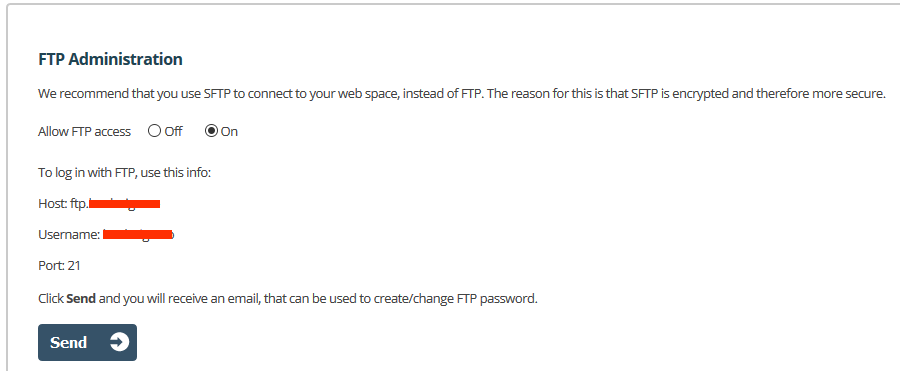 FTP Administration
We recommend that you use SFTP to connect to your web space, instead of FTP. The reason for this is that SFTP is encrypted and therefore more secure.
Allow FTP access Off On
To log in with FTP, use this info:
Host: ftp.
Username:
Port: 21
Click Send and you will receive an email, that can be used to create/change FTP password.
Send